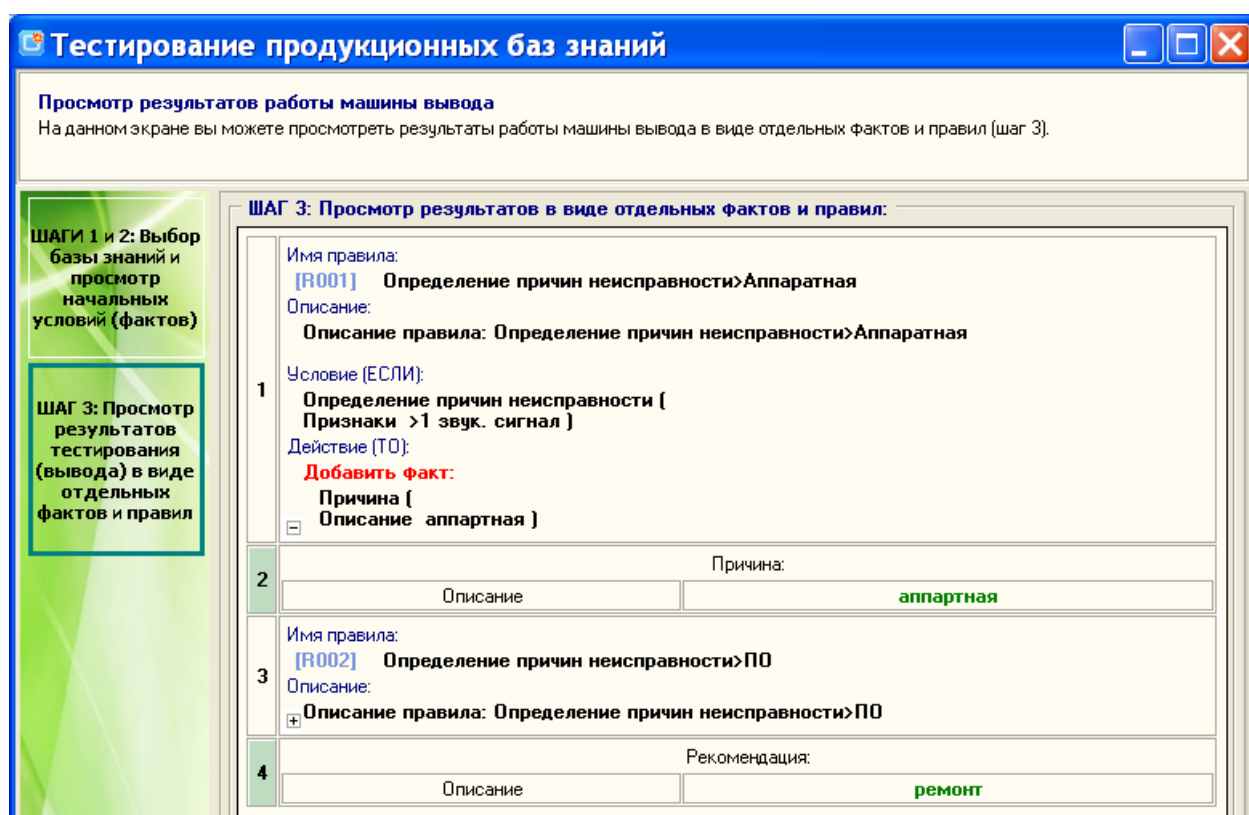 Тестирование продукционных баз знаний
Просмотр результатов работы машины вывода
На данном экране вы можете просмотреть результаты работы машины вывода в виде отдельных фактов и правил (шаг 3).
ШАГИ 1 и 2: Выбор
базы знаний и
просмотр
начальных
условий (фактов)
ШАГ 3: Просмотр
результатов
тестирования
(вывода) в виде
отдельных
фактов и правил
ШАГ 3: Просмотр результатов в виде отдельных фактов и правил:
1
Имя правила:
[R001] Определение причин неисправности>Аппаратная
Описание:
Описание правила: Определение причин неисправности>Аппаратная
Условие (ЕСЛИ):
Определение причин неисправности (
Признаки >1 звук. сигнал )
Действие (ТО):
Добавить факт:
Причина (
Описание аппартная )
2
Причина:
Описание аппартная
3
Имя правила:
[R002] Определение причин неисправности>ПО
Описание:
Описание правила: Определение причин неисправности>ПО
4
Рекомендация:
Описание ремонт